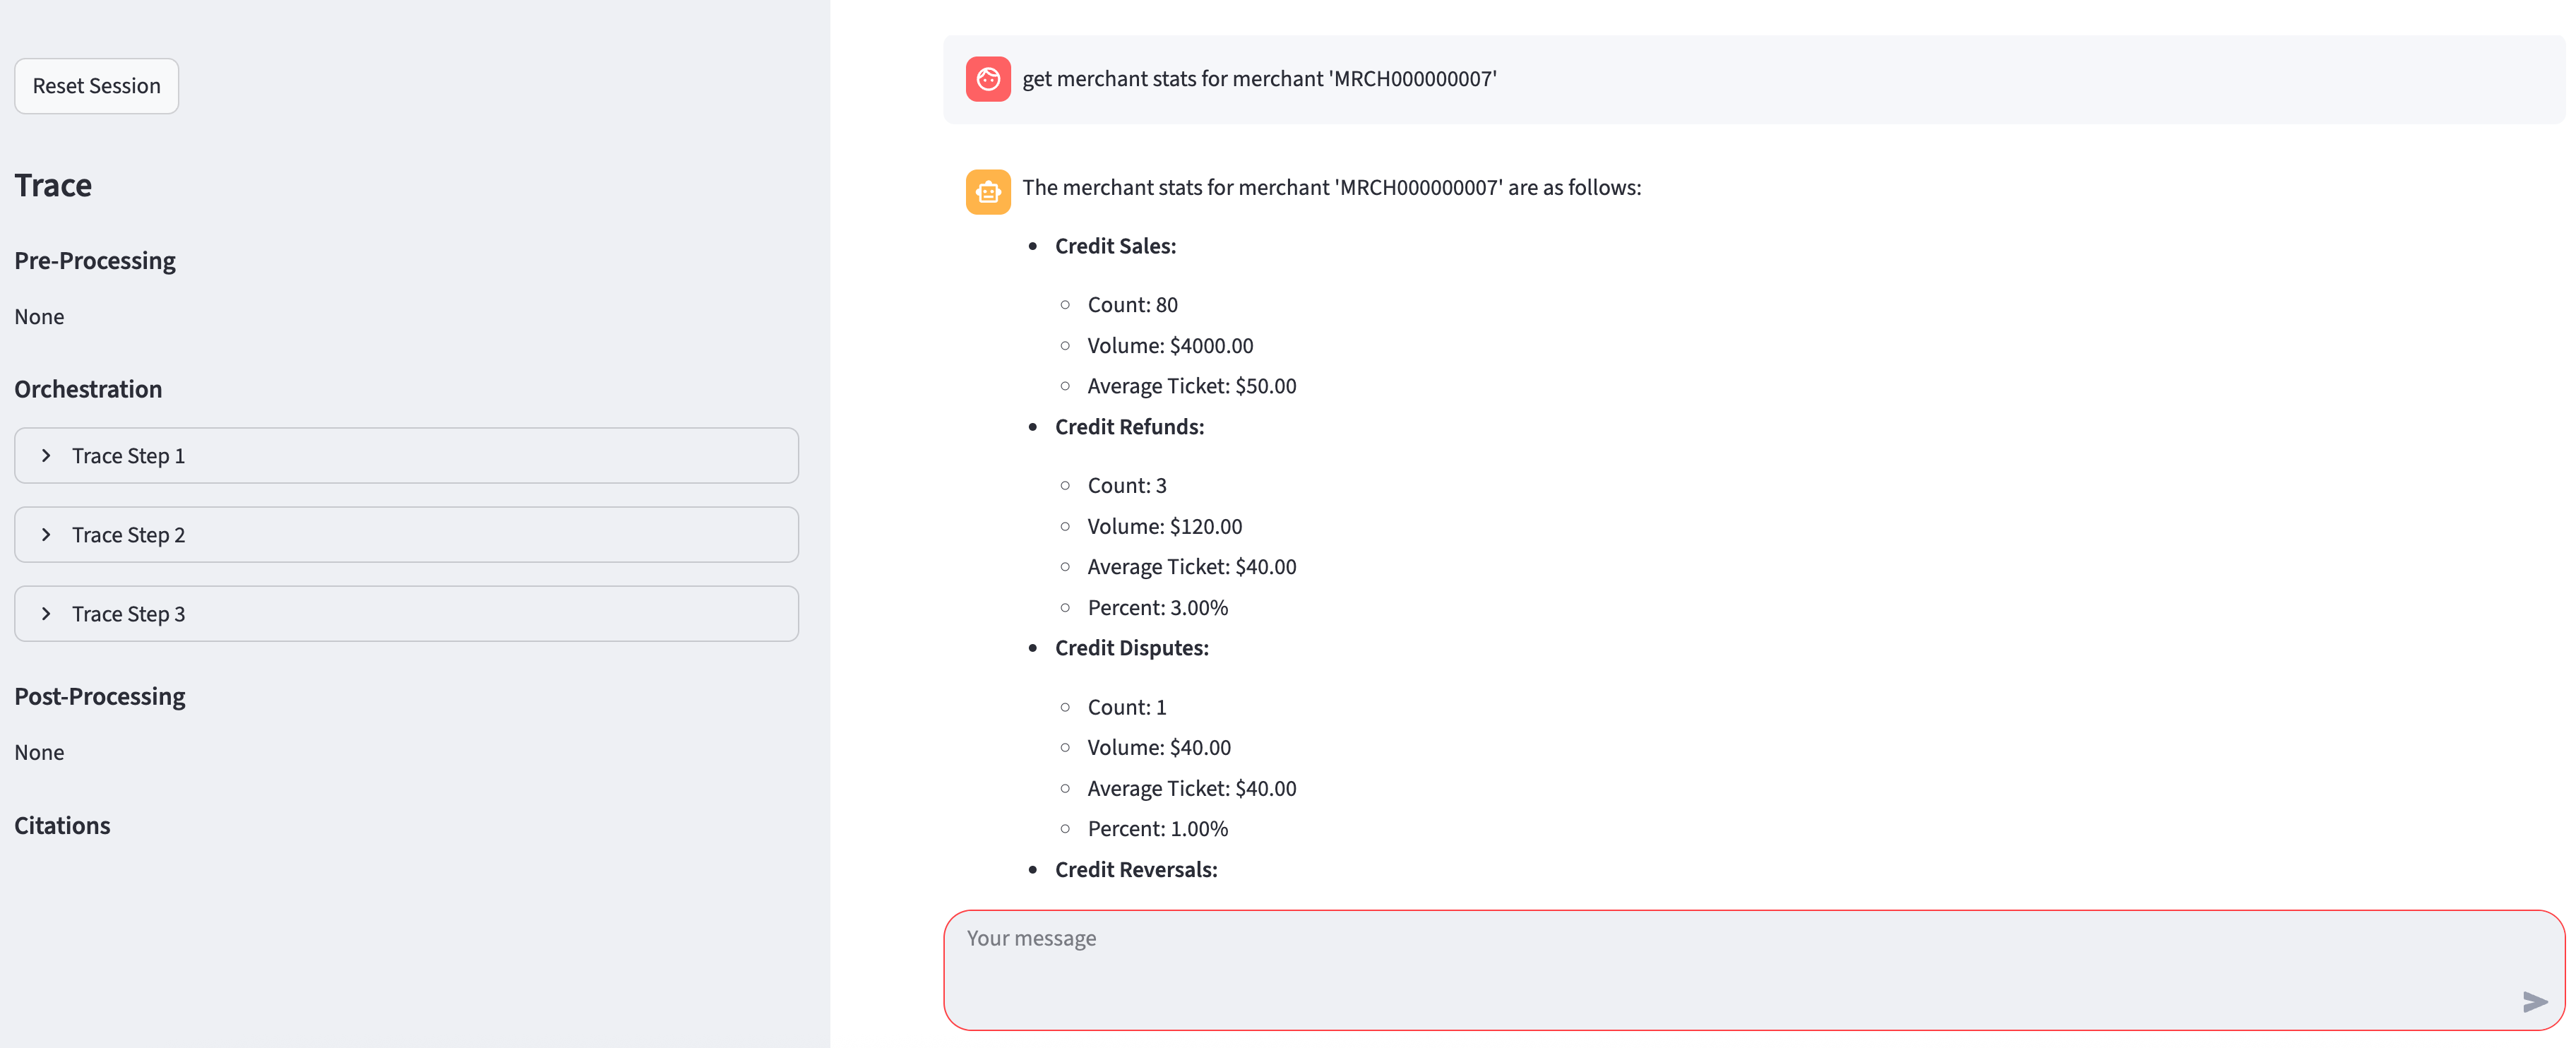 Reset Session
Trace
Pre-Processing
None
Orchestration
Trace Step 1
Trace Step 2
Trace Step 3
Post-Processing
None
Citations
get merchant stats for merchant 'MRCH000000007'
The merchant stats for merchant 'MRCH000000007' are as follows:
Credit Sales:
Count: 80
Volume: $4000.00
Average Ticket: $50.00
Credit Refunds:
Count: 3
Volume: $120.00
Average Ticket: $40.00
Percent: 3.00%
Credit Disputes:
Count: 1
Volume: $40.00
Average Ticket: $40.00
Percent: 1.00%
Credit Reversals:
Your message